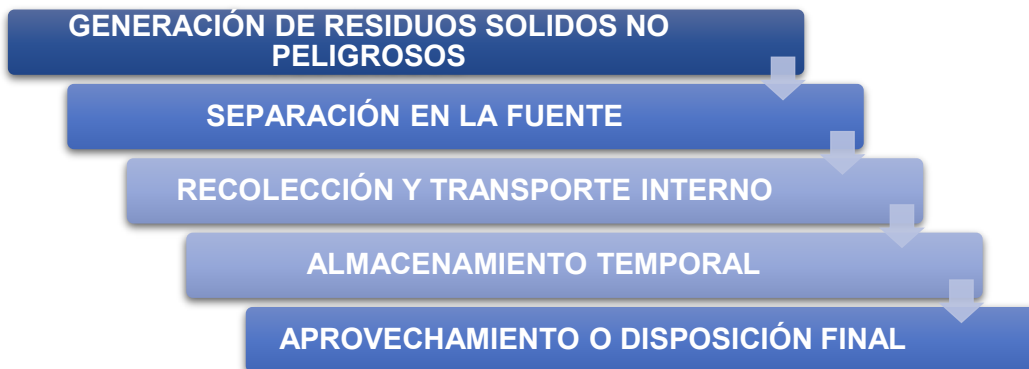 GENERACIÓN DE RESIDUOS SOLIDOS NO
PELIGROSOS
SEPARACIÓN EN LA FUENTE
RECOLECCIÓN Y TRANSPORTE INTERNO
ALMACENAMIENTO TEMPORAL
APROVECHAMIENTO O DISPOSICIÓN FINAL